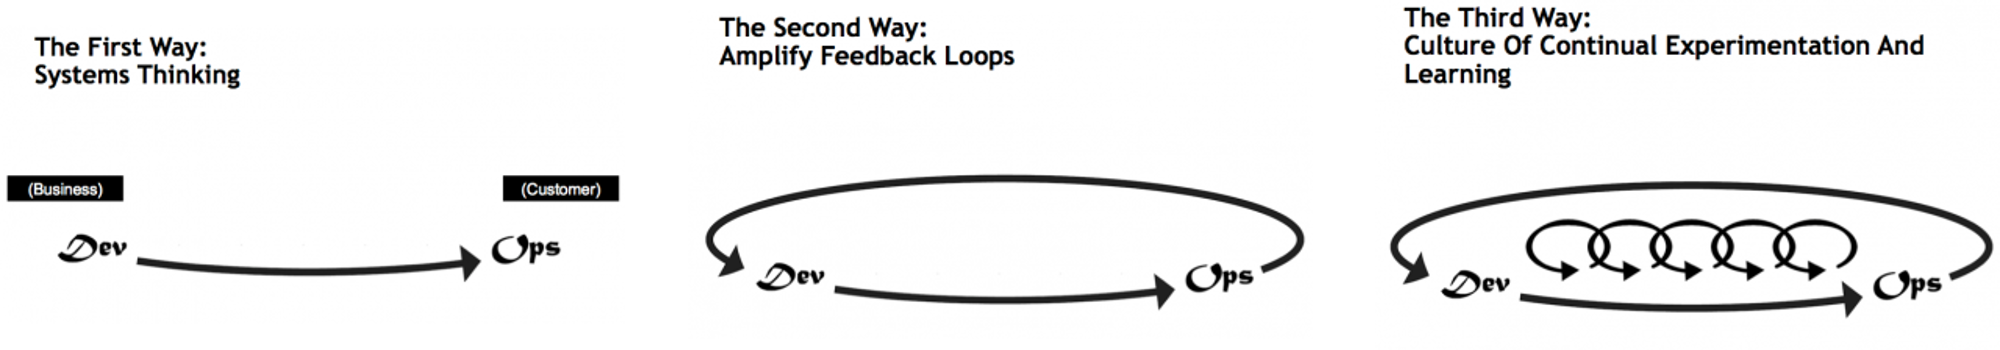 The First Way:
Systems Thinking
(Business)
(Customer)
Dev
Ops
The Second Way:
Amplify Feedback Loops
Dev
Ops
The Third Way:
Culture Of Continual Experimentation And
Learning
Dev
Ops